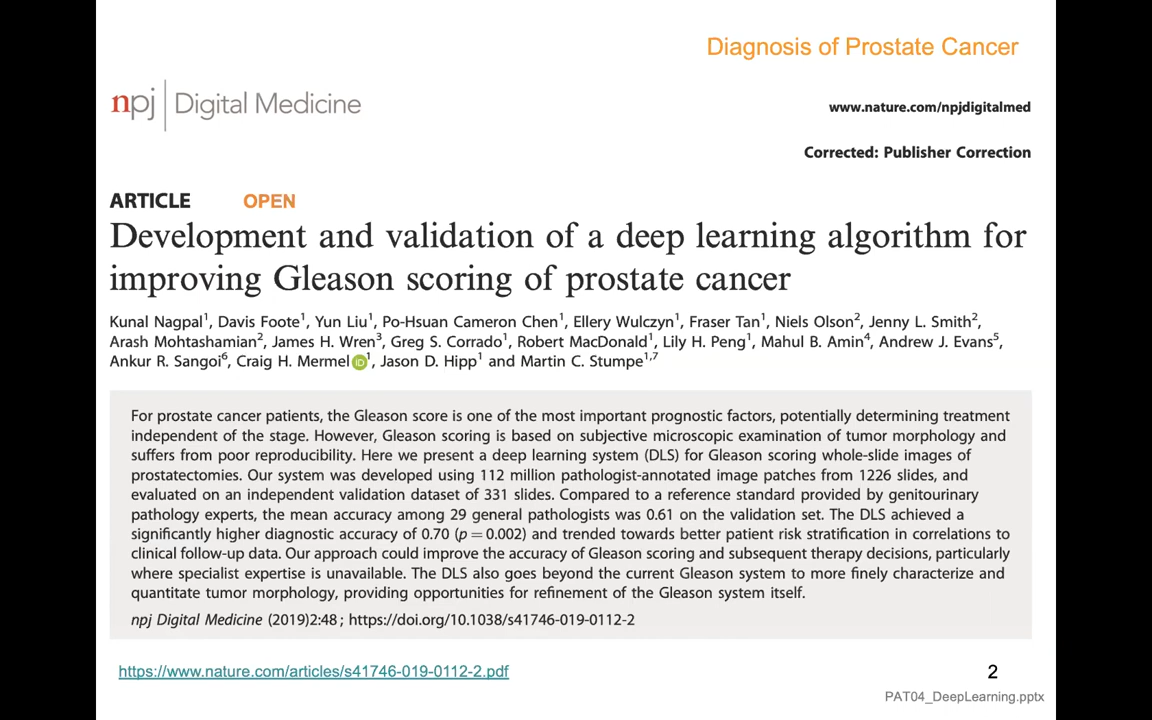 Diagnosis of Prostate Cancer
npj Digital Medicine
www.nature.com/npjdigitalmed
Corrected: Publisher Correction
ARTICLE OPEN
Development and validation of a deep learning algorithm for
improving Gleason scoring of prostate cancer
Kunal Nagpal¹, Davis Foote¹, Yun Liu¹, Po-Hsuan Cameron Chen¹, Ellery Wulczyn¹, Fraser Tan¹, Niels Olson², Jenny L. Smith²,
Arash Mohtashamian², James H. Wren³, Greg S. Corrado¹, Robert MacDonald¹, Lily H. Peng¹, Mahul B. Amin⁴, Andrew J. Evans⁵,
Ankur R. Sangoi⁶, Craig H. Mermel iD ¹, Jason D. Hipp¹ and Martin C. Stumpe¹,⁷
For prostate cancer patients, the Gleason score is one of the most important prognostic factors, potentially determining treatment
independent of the stage. However, Gleason scoring is based on subjective microscopic examination of tumor morphology and
suffers from poor reproducibility. Here we present a deep learning system (DLS) for Gleason scoring whole-slide images of
prostatectomies. Our system was developed using 112 million pathologist-annotated image patches from 1226 slides, and
evaluated on an independent validation dataset of 331 slides. Compared to a reference standard provided by genitourinary
pathology experts, the mean accuracy among 29 general pathologists was 0.61 on the validation set. The DLS achieved a
significantly higher diagnostic accuracy of 0.70 (p = 0.002) and trended towards better patient risk stratification in correlations to
clinical follow-up data. Our approach could improve the accuracy of Gleason scoring and subsequent therapy decisions, particularly
where specialist expertise is unavailable. The DLS also goes beyond the current Gleason system to more finely characterize and
quantitate tumor morphology, providing opportunities for refinement of the Gleason system itself.
npj Digital Medicine (2019)2:48 ; https://doi.org/10.1038/s41746-019-0112-2
https://www.nature.com/articles/s41746-019-0112-2.pdf
2
PAT04_DeepLearning.pptx